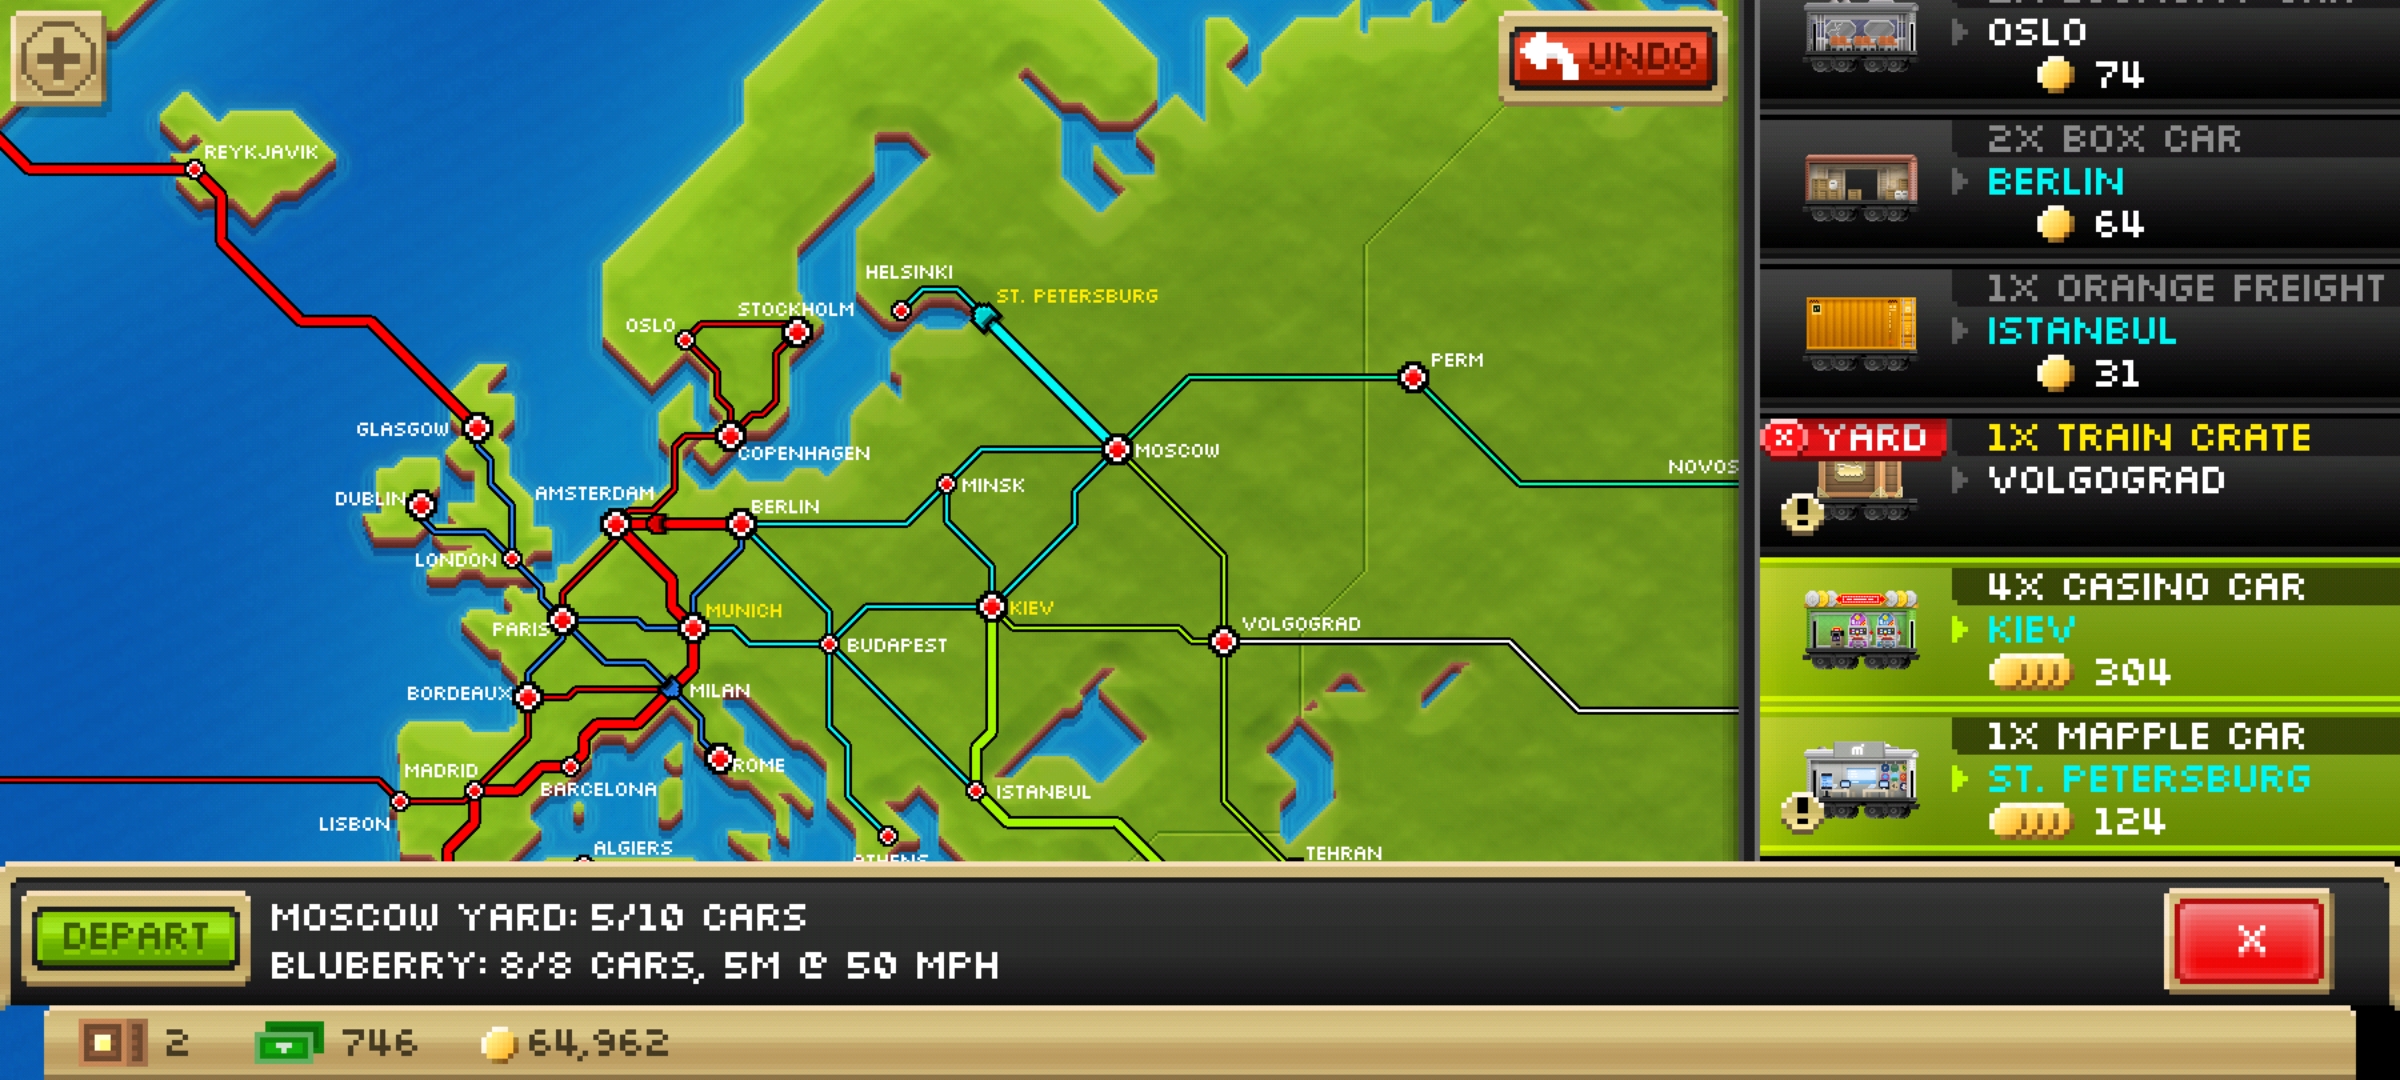 UNDO
REYKJAVIK
HELSINKI
ST. PETERSBURG
STOCKHOLM
OSLO
PERM
GLASGOW
COPENHAGEN
MOSCOW
NOVOS
MINSK
DUBLIN
AMSTERDAM
BERLIN
LONDON
PARIS
MUNICH
KIEV
BUDAPEST
VOLGOGRAD
BORDEAUX
MILAN
MADRID
BARCELONA
ROME
ISTANBUL
LISBON
ALGIERS
ATHENS
TEHRAN
OSLO
74
2X BOX CAR
BERLIN
64
1X ORANGE FREIGHT
ISTANBUL
31
X YARD
1X TRAIN CRATE
VOLGOGRAD
4X CASINO CAR
KIEV
304
1X MAPPLE CAR
ST. PETERSBURG
124
DEPART
MOSCOW YARD: 5/10 CARS
BLUBERRY: 8/8 CARS, 5M @ 50 MPH
X
2
746
64,962